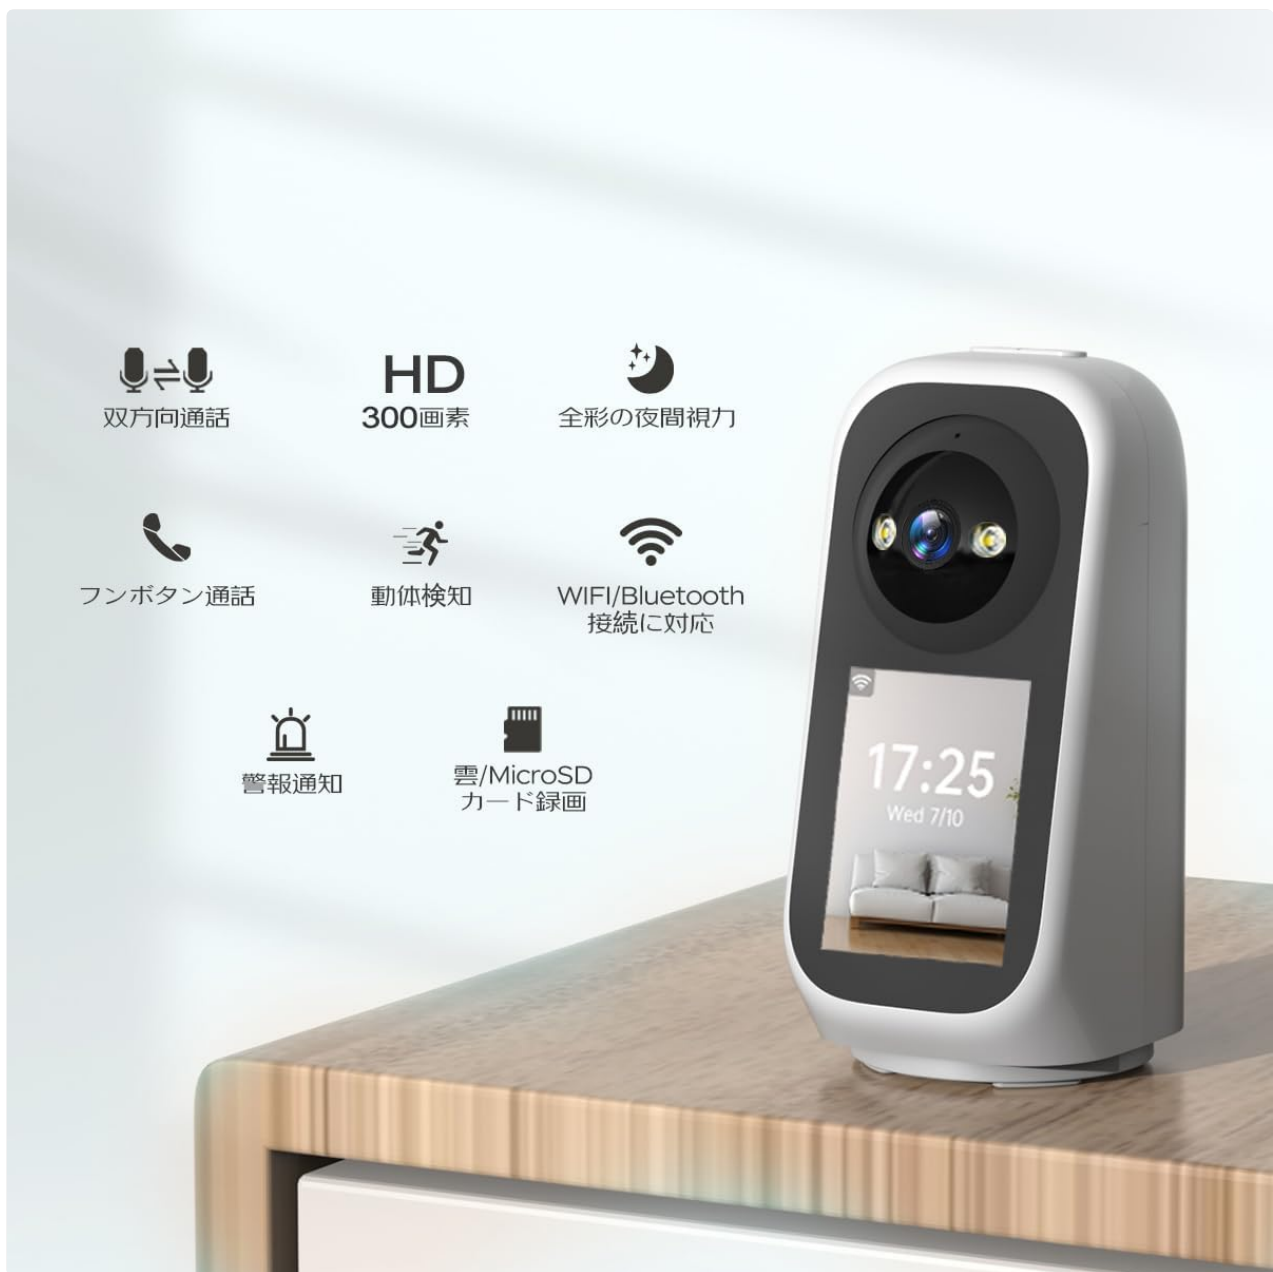 双方向通話
HD
300画素
全彩の夜間視力
フンボタン通話
動体検知
WIFI/Bluetooth
接続に対応
警報通知
雲/MicroSD
カード録画
17:25
Wed 7/10